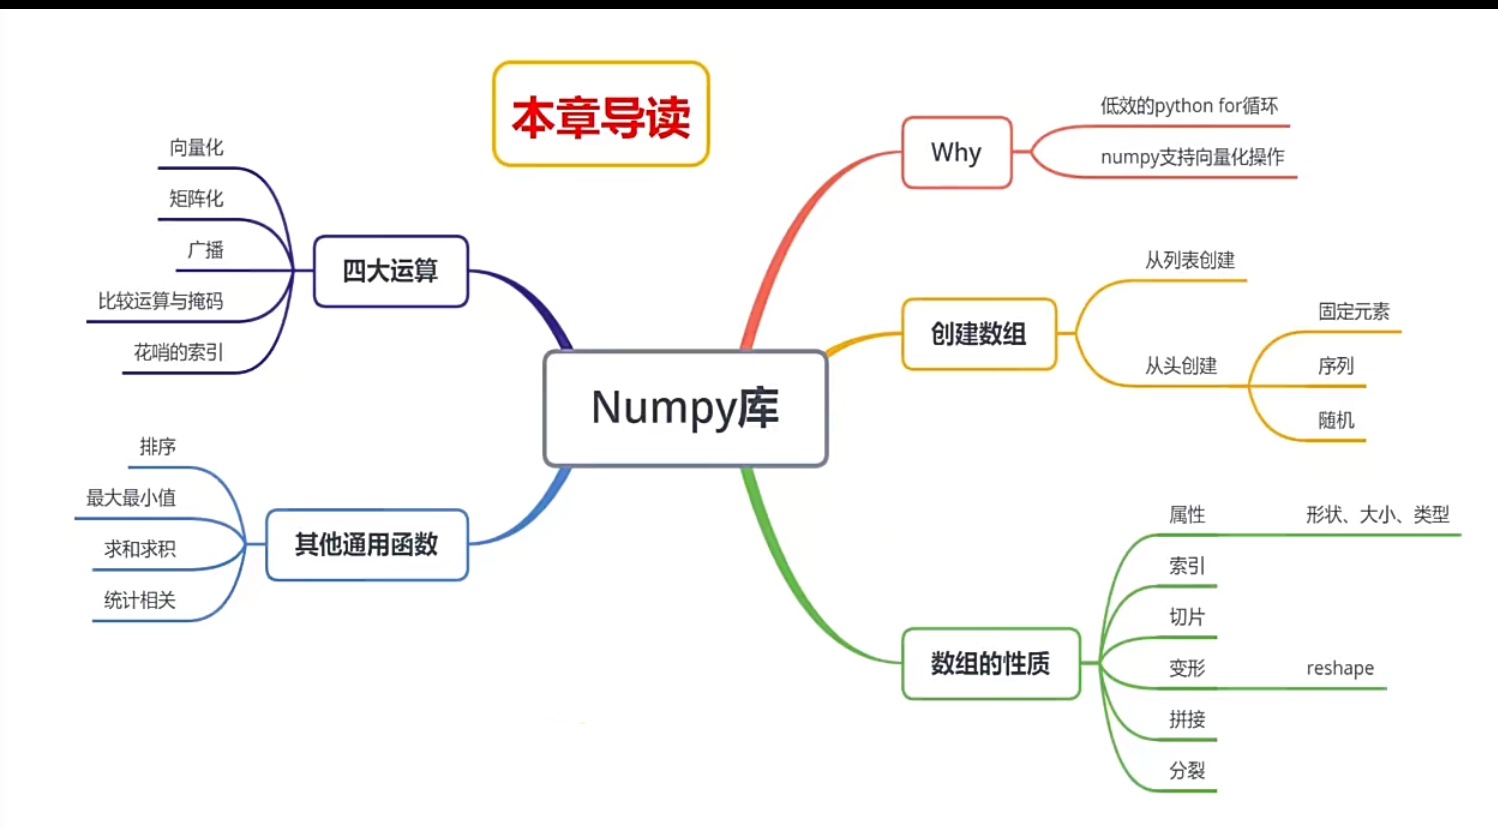 本章导读
Numpy库
Why
低效的python for循环
numpy支持向量化操作
创建数组
从列表创建
从头创建
固定元素
序列
随机
数组的性质
属性
形状、大小、类型
索引
切片
变形
reshape
拼接
分裂
四大运算
向量化
矩阵化
广播
比较运算与掩码
花哨的索引
其他通用函数
排序
最大最小值
求和求积
统计相关